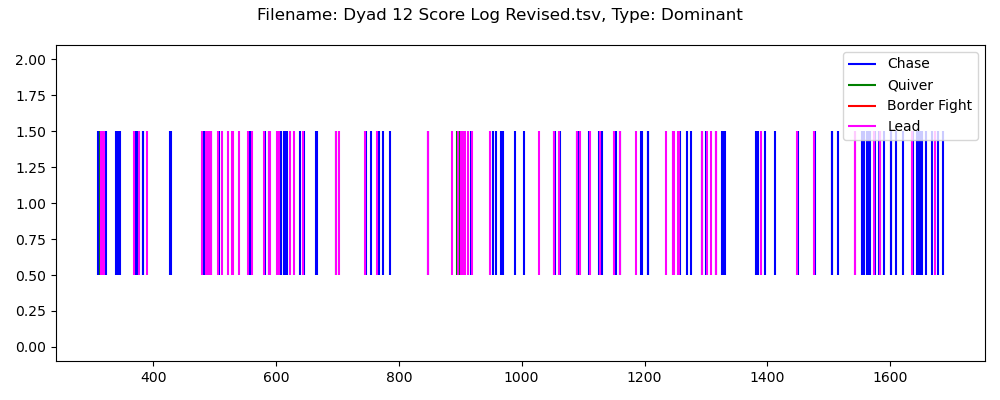 Filename: Dyad 12 Score Log Revised.tsv, Type: Dominant
2.00
1.75
1.50
1.25
1.00
0.75
0.50
0.25
0.00
Chase
Quiver
Border Fight
Lead
400 600 800 1000 1200 1400 1600